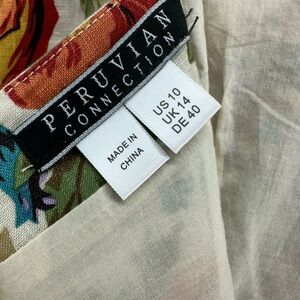 PERUVIAN
CONNECTION
MADE IN
CHINA
US 10
UK 14
DE 40